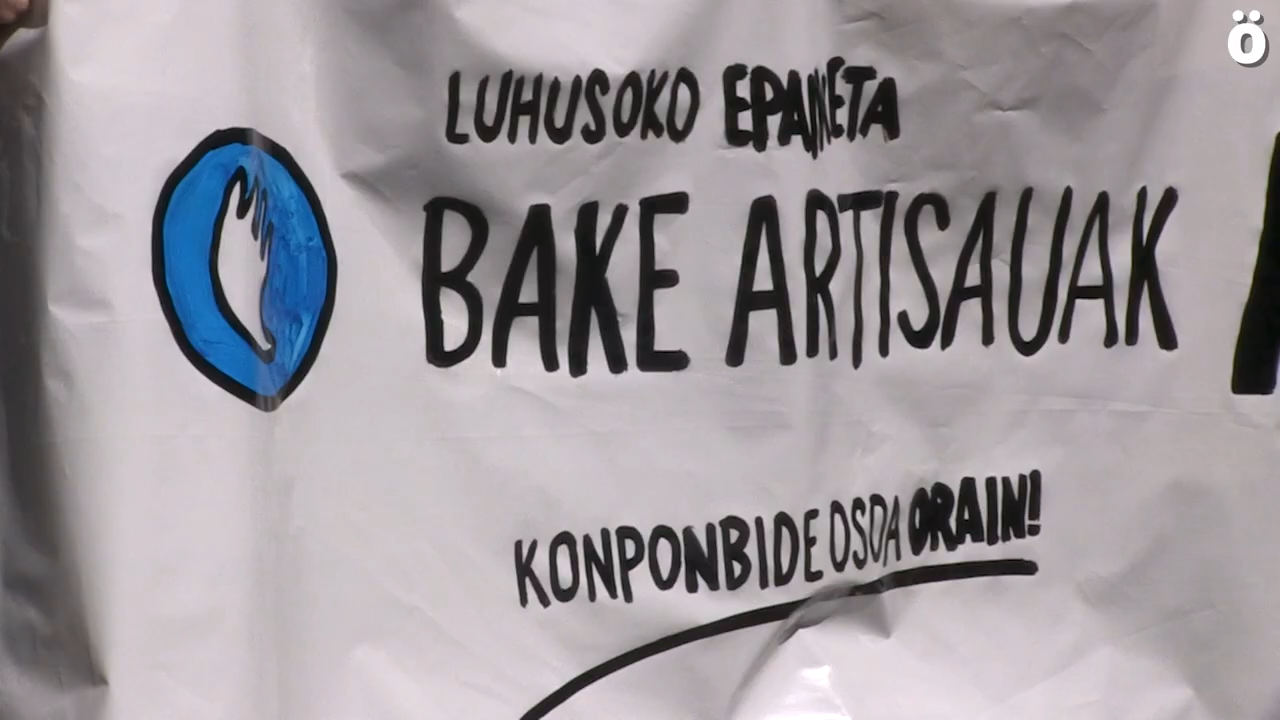 ö
LUHUSOKO EPAIKETA
BAKE ARTISAUAK
KONPONBIDE OSOA ORAIN!